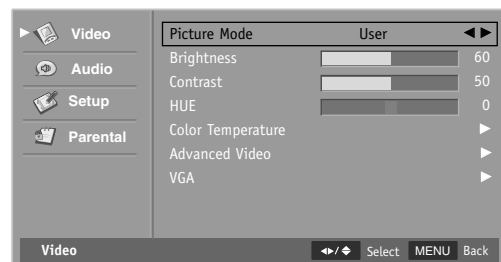 Video
Audio
Setup
Parental
Picture Mode User
Brightness 60
Contrast 50
HUE 0
Color Temperature
Advanced Video
VGA
Video
Select MENU Back